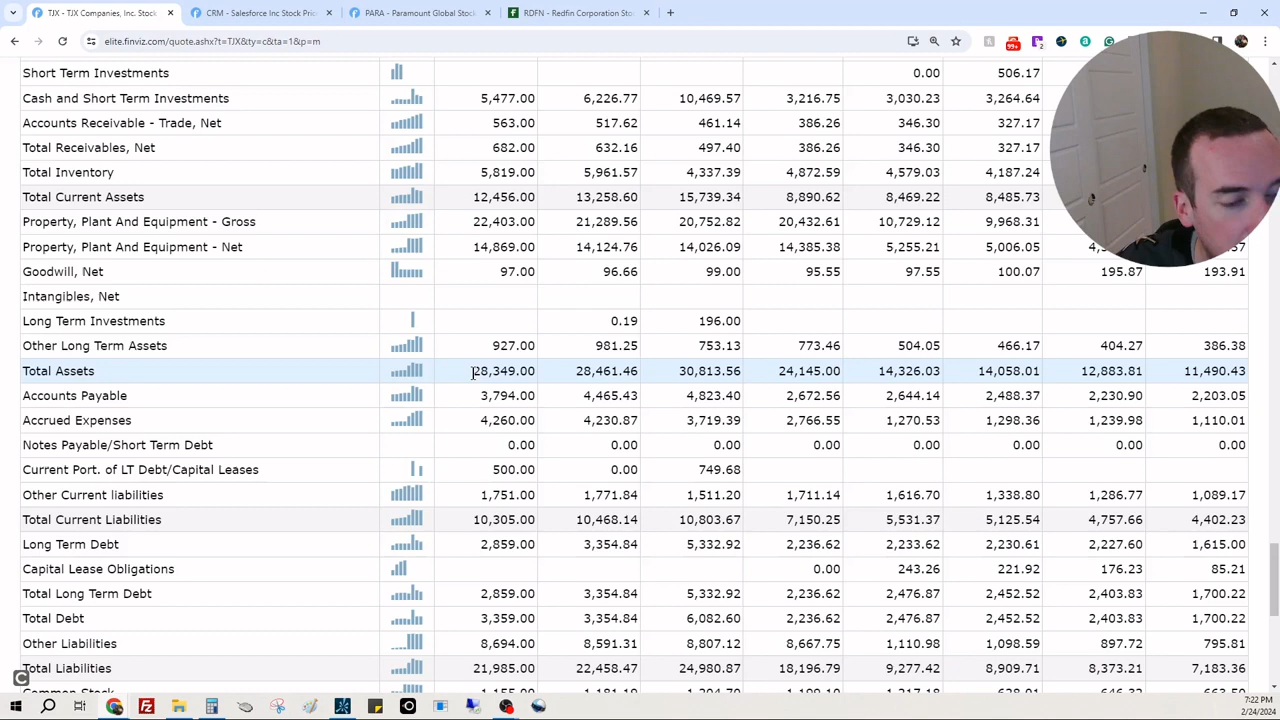 TJX - TJX Companies, Inc. Stock
CRM - Salesforce Inc Stock Price
PARA - Paramount Global Stock
RDFN - Redfin Corporation Sto
elite.finviz.com/quote.ashx?t=TJX&ty=c&ta=1&p=m
Short Term Investments 0.00 506.17
Cash and Short Term Investments 5,477.00 6,226.77 10,469.57 3,216.75 3,030.23 3,264.64
Accounts Receivable - Trade, Net 563.00 517.62 461.14 386.26 346.30 327.17
Total Receivables, Net 682.00 632.16 497.40 386.26 346.30 327.17
Total Inventory 5,819.00 5,961.57 4,337.39 4,872.59 4,579.03 4,187.24
Total Current Assets 12,456.00 13,258.60 15,739.34 8,890.62 8,469.22 8,485.73
Property, Plant And Equipment - Gross 22,403.00 21,289.56 20,752.82 20,432.61 10,729.12 9,968.31
Property, Plant And Equipment - Net 14,869.00 14,124.76 14,026.09 14,385.38 5,255.21 5,006.05
Goodwill, Net 97.00 96.66 99.00 95.55 97.55 100.07 195.87 193.91
Intangibles, Net
Long Term Investments 0.19 196.00
Other Long Term Assets 927.00 981.25 753.13 773.46 504.05 466.17 404.27 386.38
Total Assets 28,349.00 28,461.46 30,813.56 24,145.00 14,326.03 14,058.01 12,883.81 11,490.43
Accounts Payable 3,794.00 4,465.43 4,823.40 2,672.56 2,644.14 2,488.37 2,230.90 2,203.05
Accrued Expenses 4,260.00 4,230.87 3,719.39 2,766.55 1,270.53 1,298.36 1,239.98 1,110.01
Notes Payable/Short Term Debt 0.00 0.00 0.00 0.00 0.00 0.00 0.00 0.00
Current Port. of LT Debt/Capital Leases 500.00 0.00 749.68
Other Current liabilities 1,751.00 1,771.84 1,511.20 1,711.14 1,616.70 1,338.80 1,286.77 1,089.17
Total Current Liabilities 10,305.00 10,468.14 10,803.67 7,150.25 5,531.37 5,125.54 4,757.66 4,402.23
Long Term Debt 2,859.00 3,354.84 5,332.92 2,236.62 2,233.62 2,230.61 2,227.60 1,615.00
Capital Lease Obligations 0.00 243.26 221.92 176.23 85.21
Total Long Term Debt 2,859.00 3,354.84 5,332.92 2,236.62 2,476.87 2,452.52 2,403.83 1,700.22
Total Debt 3,359.00 3,354.84 6,082.60 2,236.62 2,476.87 2,452.52 2,403.83 1,700.22
Other Liabilities 8,694.00 8,591.31 8,807.12 8,667.75 1,110.98 1,098.59 897.72 795.81
Total Liabilities 21,985.00 22,458.47 24,980.87 18,196.79 9,277.42 8,909.71 8,373.21 7,183.36
Common Stock
7:22 PM
2/24/2024